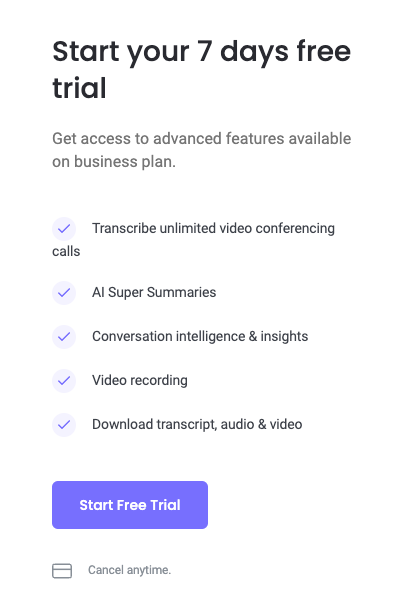 Start your 7 days free
trial
Get access to advanced features available
on business plan.
Transcribe unlimited video conferencing
calls
AI Super Summaries
Conversation intelligence & insights
Video recording
Download transcript, audio & video
Start Free Trial
Cancel anytime.